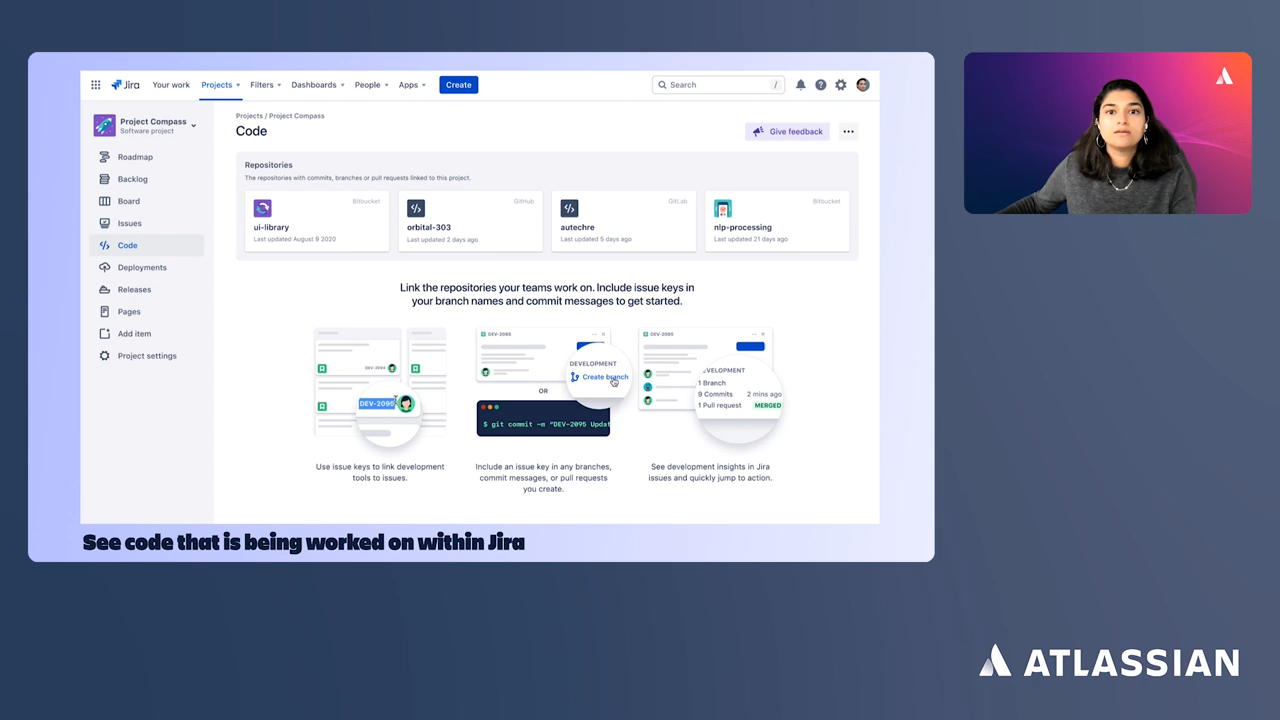 Jira
Your work
Projects
Filters
Dashboards
People
Apps
Create
Search
/
Project Compass
Software project
Roadmap
Backlog
Board
Issues
Code
Deployments
Releases
Pages
Add item
Project settings
Projects / Project Compass
Code
Give feedback
Repositories
The repositories with commits, branches or pull requests linked to this project.
Bitbucket
ui-library
Last updated August 9 2020
GitHub
orbital-303
Last updated 2 days ago
GitLab
autechre
Last updated 5 days ago
Bitbucket
nlp-processing
Last updated 21 days ago
Link the repositories your teams work on. Include issue keys in
your branch names and commit messages to get started.
DEV-2094
DEV-2095
Use issue keys to link development
tools to issues.
DEV-2095
DEVELOPMENT
Create branch
OR
$ git commit -m "DEV-2095 Updat
Include an issue key in any branches,
commit messages, or pull requests
you create.
DEV-2095
EVELOPMENT
1 Branch
9 Commits 2 mins ago
1 Pull request MERGED
See development insights in Jira
issues and quickly jump to action.
See code that is being worked on within Jira
ATLASSIAN